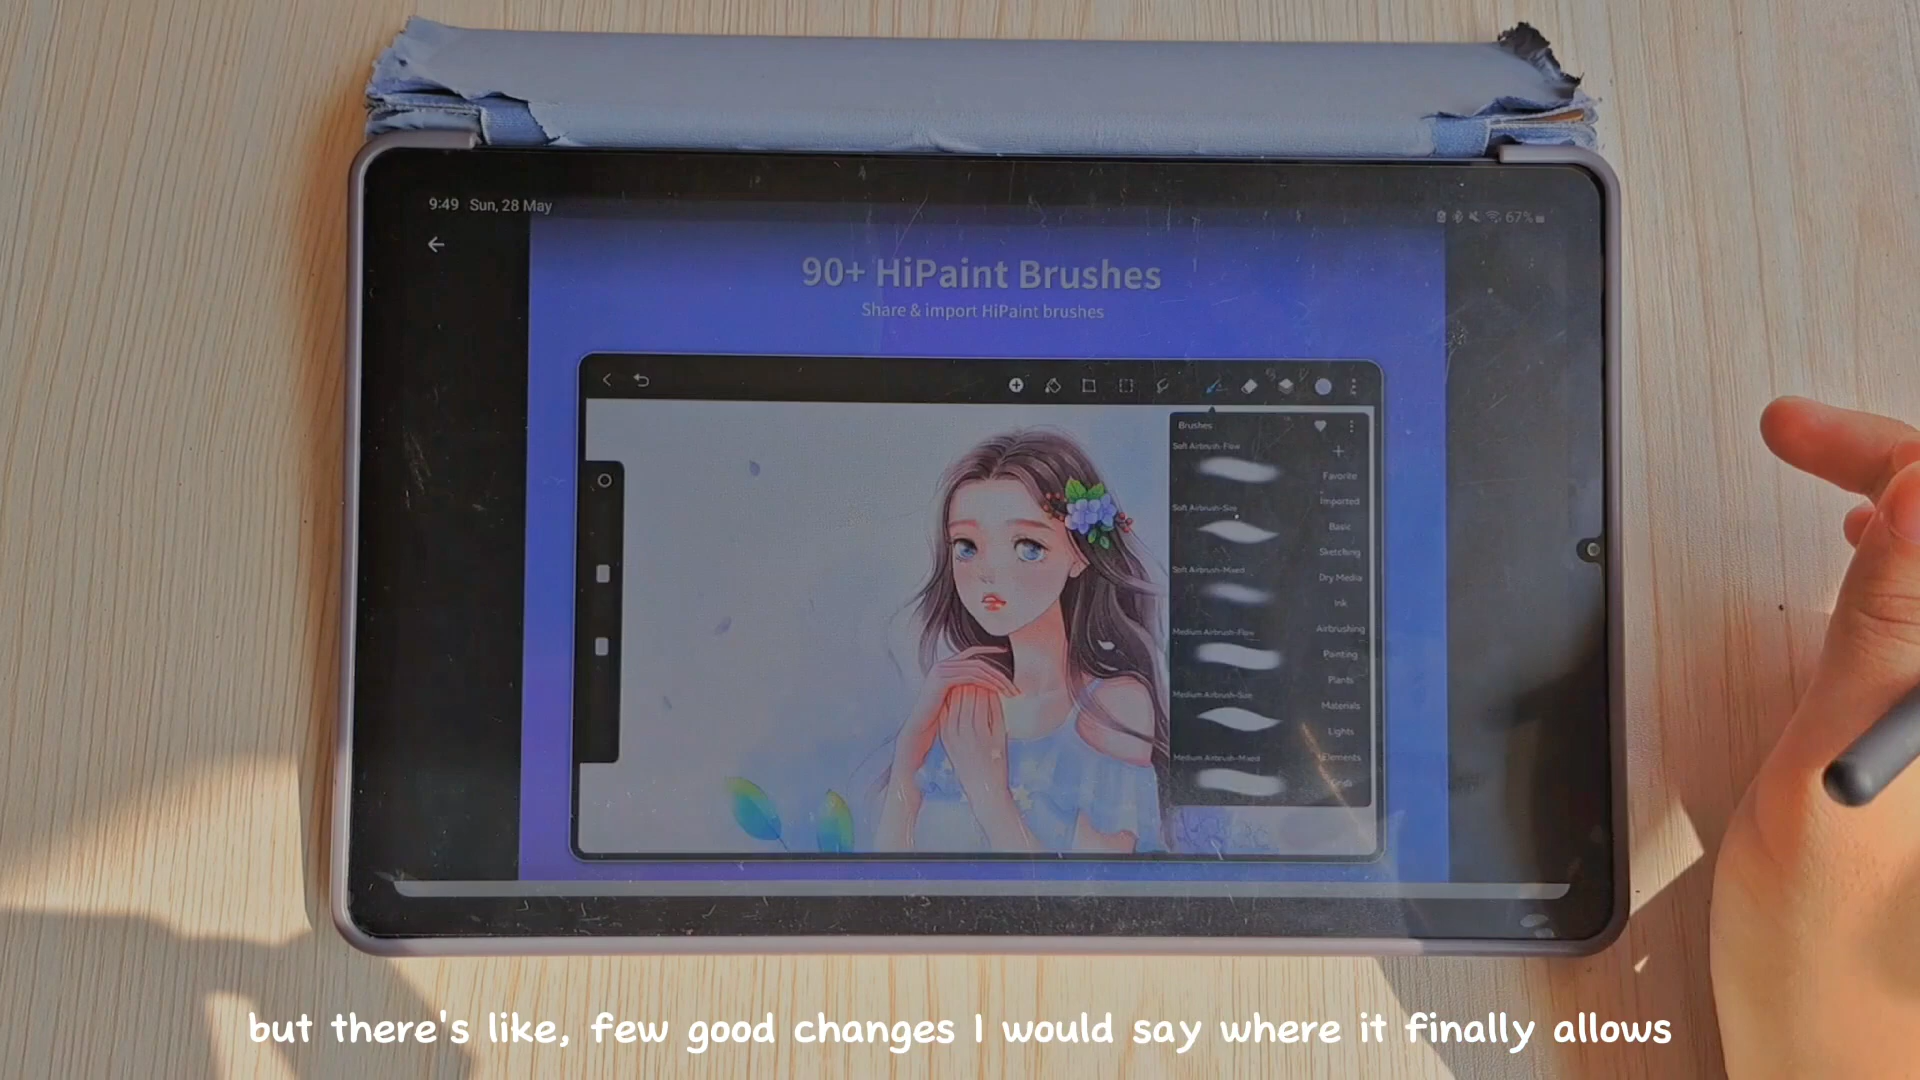 9:49 Sun, 28 May
67%
90+ HiPaint Brushes
Share & import HiPaint brushes
Brushes
Soft Airbrush-Flow
Soft Airbrush-Size
Soft Airbrush-Mixed
Medium Airbrush-Flow
Medium Airbrush-Size
Medium Airbrush-Mixed
Favorite
Imported
Basic
Sketching
Dry Media
Ink
Airbrushing
Painting
Plants
Materials
Lights
Elements
but there's like, few good changes I would say where it finally allows